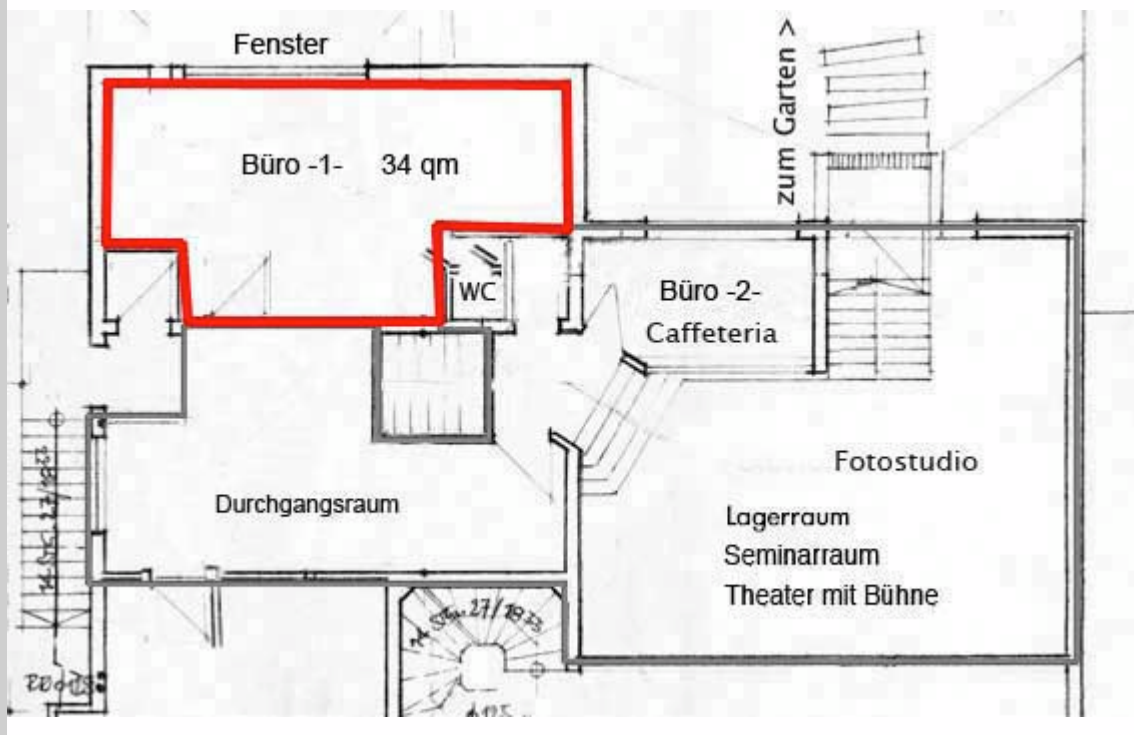 Fenster
zum Garten >
Büro -1- 34 qm
WC
Büro -2-
Caffeteria
Fotostudio
Durchgangsraum
Lagerraum
Seminarraum
Theater mit Bühne